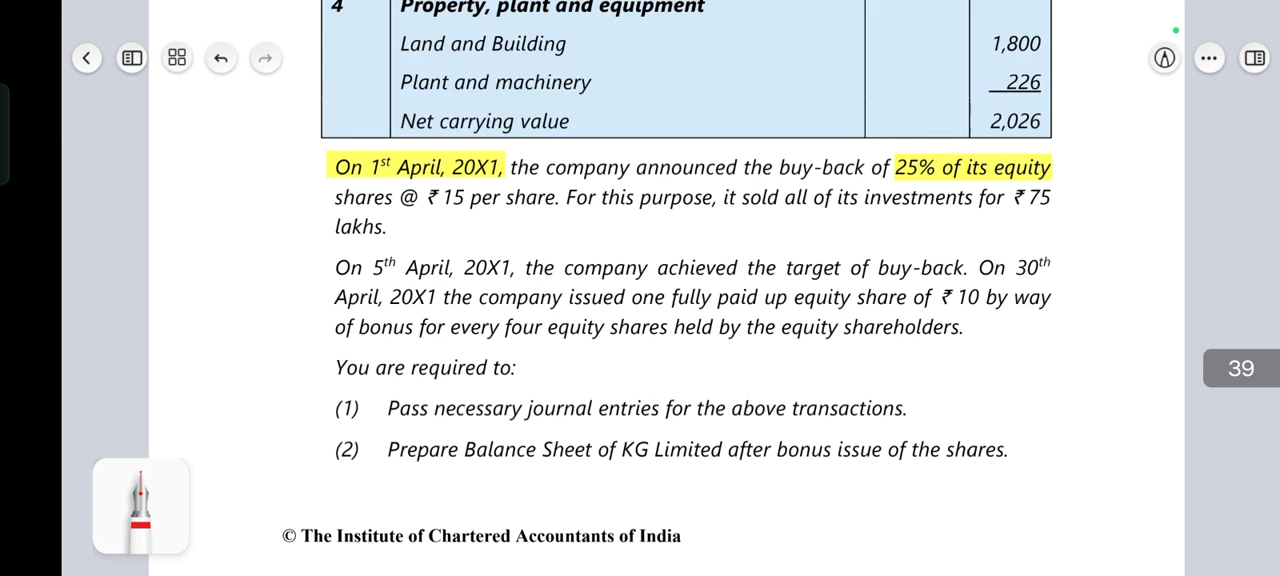 4 Property, plant and equipment
Land and Building 1,800
Plant and machinery 226
Net carrying value 2,026
On 1st April, 20X1, the company announced the buy-back of 25% of its equity
shares @ ₹ 15 per share. For this purpose, it sold all of its investments for ₹ 75
lakhs.
On 5th April, 20X1, the company achieved the target of buy-back. On 30th
April, 20X1 the company issued one fully paid up equity share of ₹ 10 by way
of bonus for every four equity shares held by the equity shareholders.
You are required to:
39
(1) Pass necessary journal entries for the above transactions.
(2) Prepare Balance Sheet of KG Limited after bonus issue of the shares.
© The Institute of Chartered Accountants of India